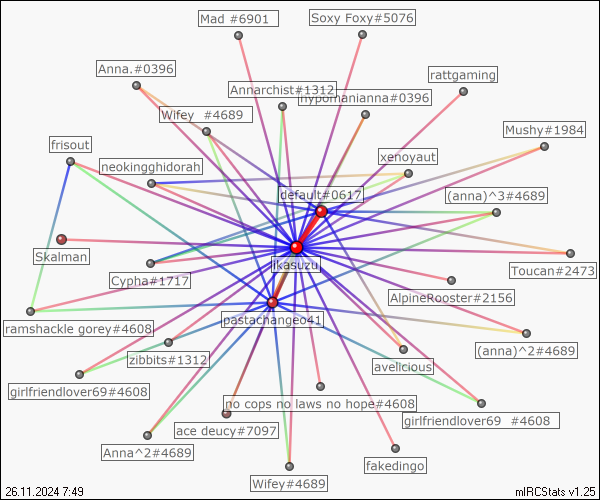 Mad #6901
Soxy Foxy#5076
Anna.#0396
rattgaming
Annarchist#1312
hypomanianna#0396
Wifey  #4689
Mushy#1984
frisout
xenoyaut
neokingghidorah
default#0617
(anna)^3#4689
Skalman
ikasuzu
Toucan#2473
Cypha#1717
AlpineRooster#2156
pastachangeo41
ramshackle gorey#4608
(anna)^2#4689
zibbits#1312
avelicious
girlfriendlover69#4608
no cops no laws no hope#4608
girlfriendlover69  #4608
ace deucy#7097
Anna^2#4689
fakedingo
Wifey#4689
26.11.2024 7:49
mIRCStats v1.25